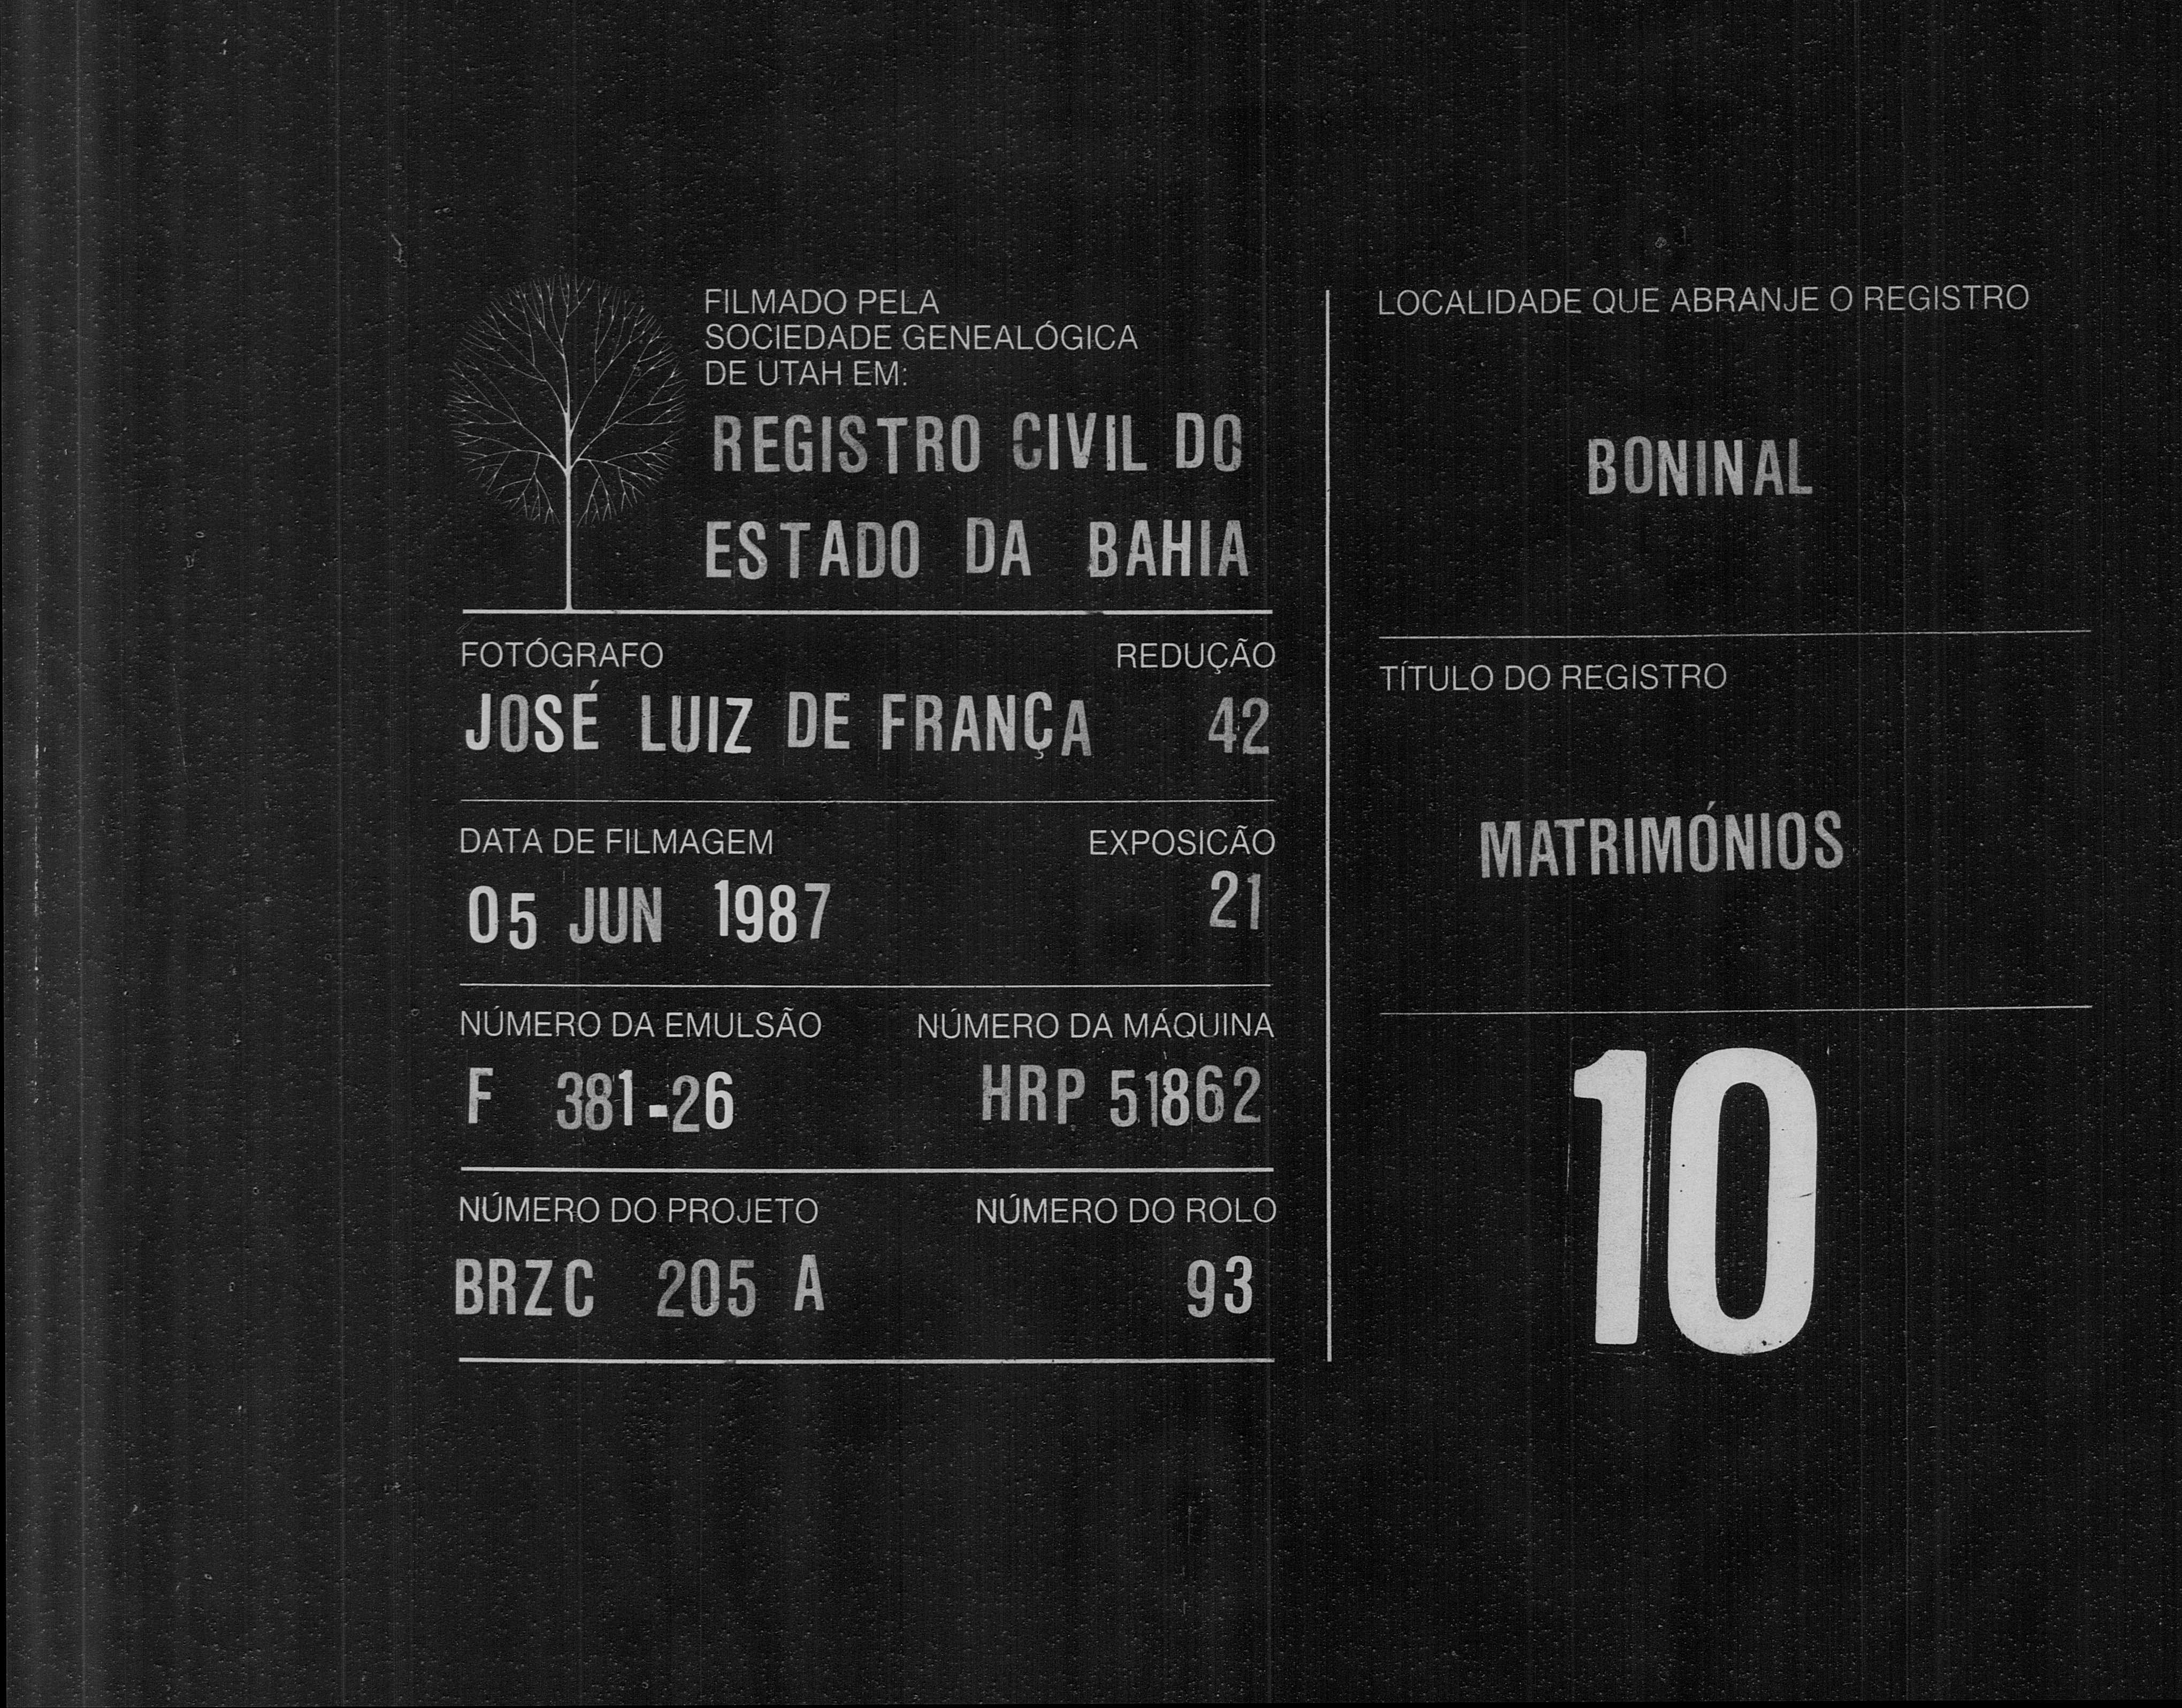 FILMADO PELA
SOCIEDADE GENEALÓGICA
DE UTAH EM:
REGISTRO CIVIL DO
ESTADO DA BAHIA
FOTÓGRAFO REDUÇÃO
JOSÉ LUIZ DE FRANÇA 42
DATA DE FILMAGEM EXPOSICÃO
05 JUN 1987 21
NÚMERO DA EMULSÃO NÚMERO DA MÁQUINA
F 381-26 HRP 51862
NÚMERO DO PROJETO NÚMERO DO ROLO
BRZC 205 A 93
LOCALIDADE QUE ABRANJE O REGISTRO
BONINAL
TÍTULO DO REGISTRO
MATRIMÓNIOS
10